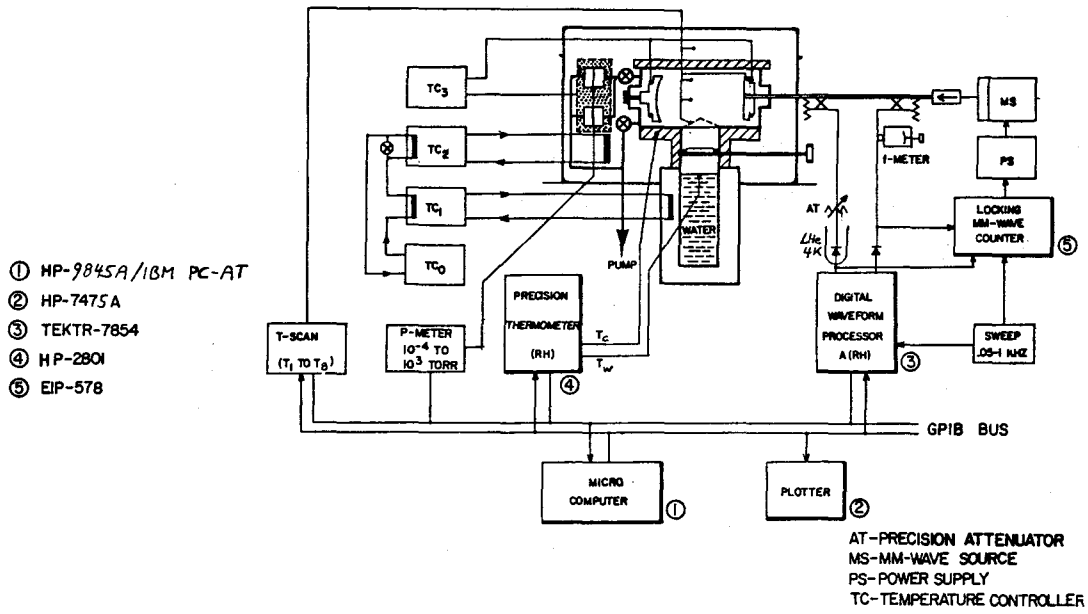 TC3
TC2
TC1
TC0
WATER
PUMP
MS
f-METER
PS
AT
LHe
4K
LOCKING
MM-WAVE
COUNTER
⑤
① HP-9845A/IBM PC-AT
② HP-7475A
③ TEKTR-7854
④ HP-2801
⑤ EIP-578
T-SCAN
(T1 TO T8)
P-METER
10-4 TO
103 TORR
PRECISION
THERMOMETER
(RH)
④
Tc
Tw
DIGITAL
WAVEFORM
PROCESSOR
A (RH)
③
SWEEP
.05-1 KHZ
GPIB BUS
MICRO
COMPUTER
①
PLOTTER
②
AT-PRECISION ATTENUATOR
MS-MM-WAVE SOURCE
PS-POWER SUPPLY
TC-TEMPERATURE CONTROLLER